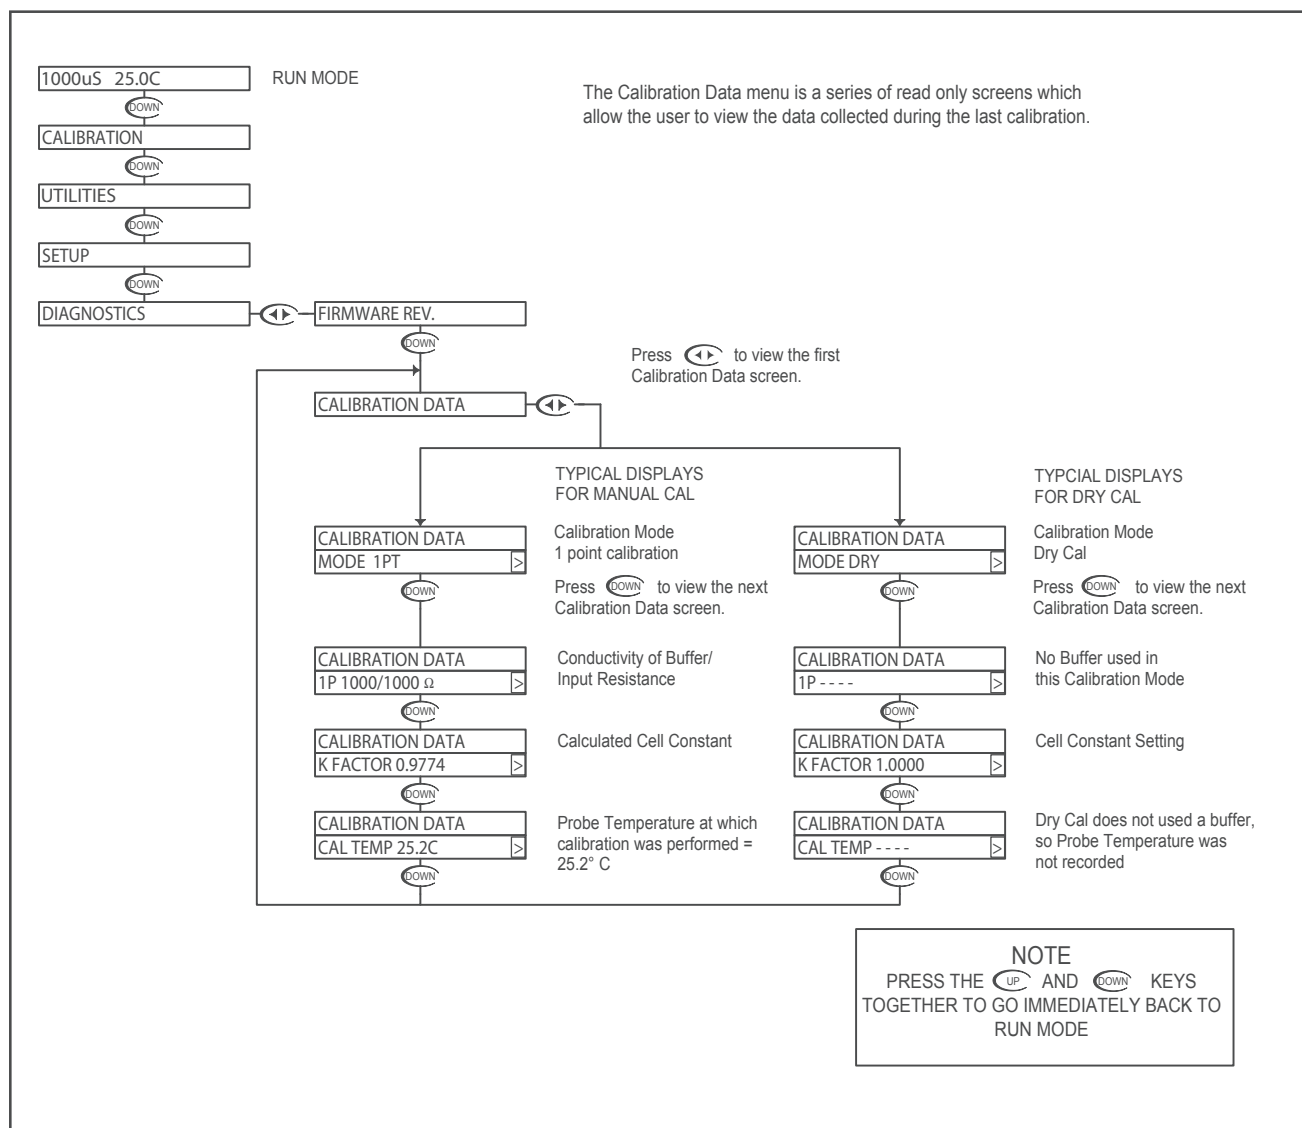 1000uS 25.0C
RUN MODE
The Calibration Data menu is a series of read only screens which
allow the user to view the data collected during the last calibration.
DOWN
CALIBRATION
DOWN
UTILITIES
DOWN
SETUP
DOWN
DIAGNOSTICS
FIRMWARE REV.
DOWN
Press to view the first
Calibration Data screen.
CALIBRATION DATA
TYPICAL DISPLAYS
FOR MANUAL CAL
CALIBRATION DATA
MODE 1PT >
Calibration Mode
1 point calibration
DOWN
Press DOWN to view the next
Calibration Data screen.
CALIBRATION DATA
1P 1000/1000 Ω >
Conductivity of Buffer/
Input Resistance
DOWN
CALIBRATION DATA
K FACTOR 0.9774 >
Calculated Cell Constant
DOWN
CALIBRATION DATA
CAL TEMP 25.2C >
Probe Temperature at which
calibration was performed =
25.2° C
DOWN
TYPCIAL DISPLAYS
FOR DRY CAL
CALIBRATION DATA
MODE DRY >
Calibration Mode
Dry Cal
DOWN
Press DOWN to view the next
Calibration Data screen.
CALIBRATION DATA
1P - - - - >
No Buffer used in
this Calibration Mode
DOWN
CALIBRATION DATA
K FACTOR 1.0000 >
Cell Constant Setting
DOWN
CALIBRATION DATA
CAL TEMP - - - - >
Dry Cal does not used a buffer,
so Probe Temperature was
not recorded
DOWN
NOTE
PRESS THE UP AND DOWN KEYS
TOGETHER TO GO IMMEDIATELY BACK TO
RUN MODE